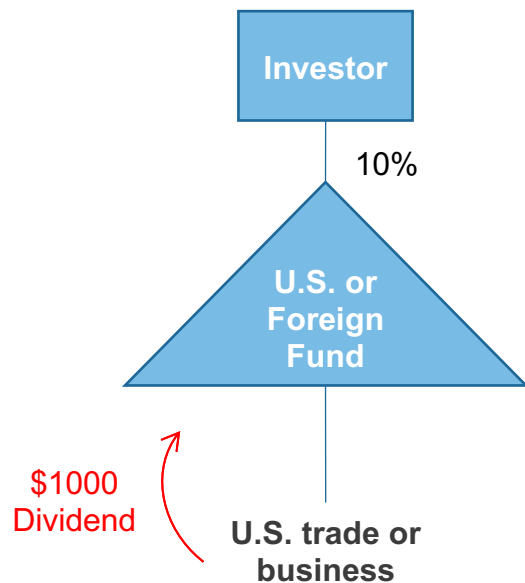 Investor
10%
U.S. or
Foreign
Fund
$1000
Dividend
U.S. trade or
business